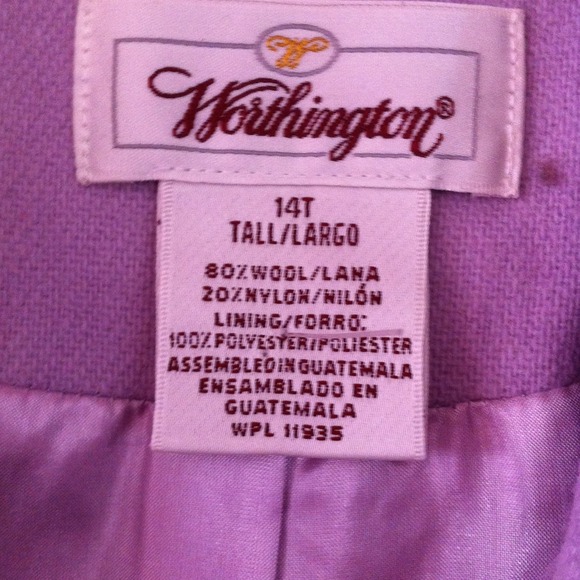 Worthington®
14T
TALL/LARGO
80% WOOL/LANA
20% NYLON/NILÓN
LINING/FORRO:
100% POLYESTER/POLIESTER
ASSEMBLED IN GUATEMALA
ENSAMBLADO EN
GUATEMALA
WPL 11935